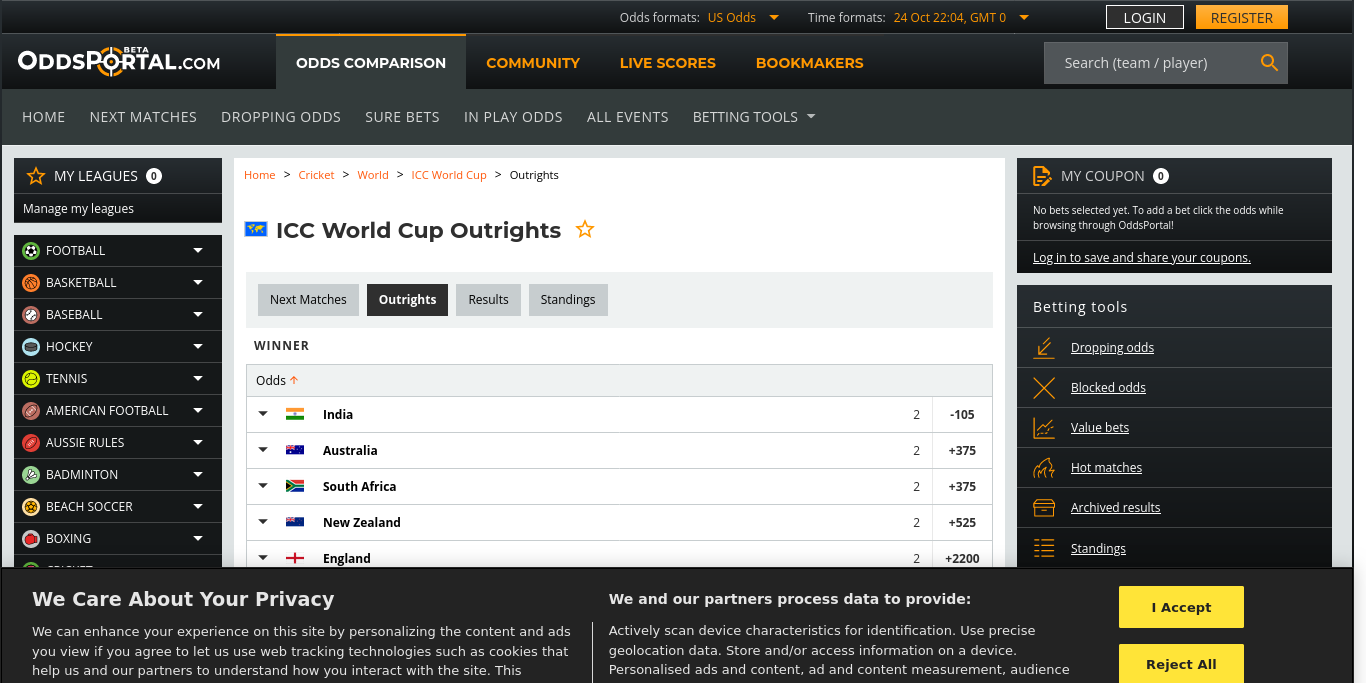 Odds formats: US Odds Time formats: 24 Oct 22:04, GMT 0 LOGIN REGISTER
ODDSPORTAL.COM BETA ODDS COMPARISON COMMUNITY LIVE SCORES BOOKMAKERS Search (team / player)
HOME NEXT MATCHES DROPPING ODDS SURE BETS IN PLAY ODDS ALL EVENTS BETTING TOOLS
MY LEAGUES 0
Manage my leagues
FOOTBALL
BASKETBALL
BASEBALL
HOCKEY
TENNIS
AMERICAN FOOTBALL
AUSSIE RULES
BADMINTON
BEACH SOCCER
BOXING
Home > Cricket > World > ICC World Cup > Outrights
ICC World Cup Outrights
Next Matches Outrights Results Standings
WINNER
Odds
India 2 -105
Australia 2 +375
South Africa 2 +375
New Zealand 2 +525
England 2 +2200
MY COUPON 0
No bets selected yet. To add a bet click the odds while
browsing through OddsPortal!
Log in to save and share your coupons.
Betting tools
Dropping odds
Blocked odds
Value bets
Hot matches
Archived results
Standings
We Care About Your Privacy
We can enhance your experience on this site by personalizing the content and ads
you view if you agree to let us use web tracking technologies such as cookies that
help us and our partners to understand how you interact with the site. This
We and our partners process data to provide:
Actively scan device characteristics for identification. Use precise
geolocation data. Store and/or access information on a device.
Personalised ads and content, ad and content measurement, audience
I Accept
Reject All